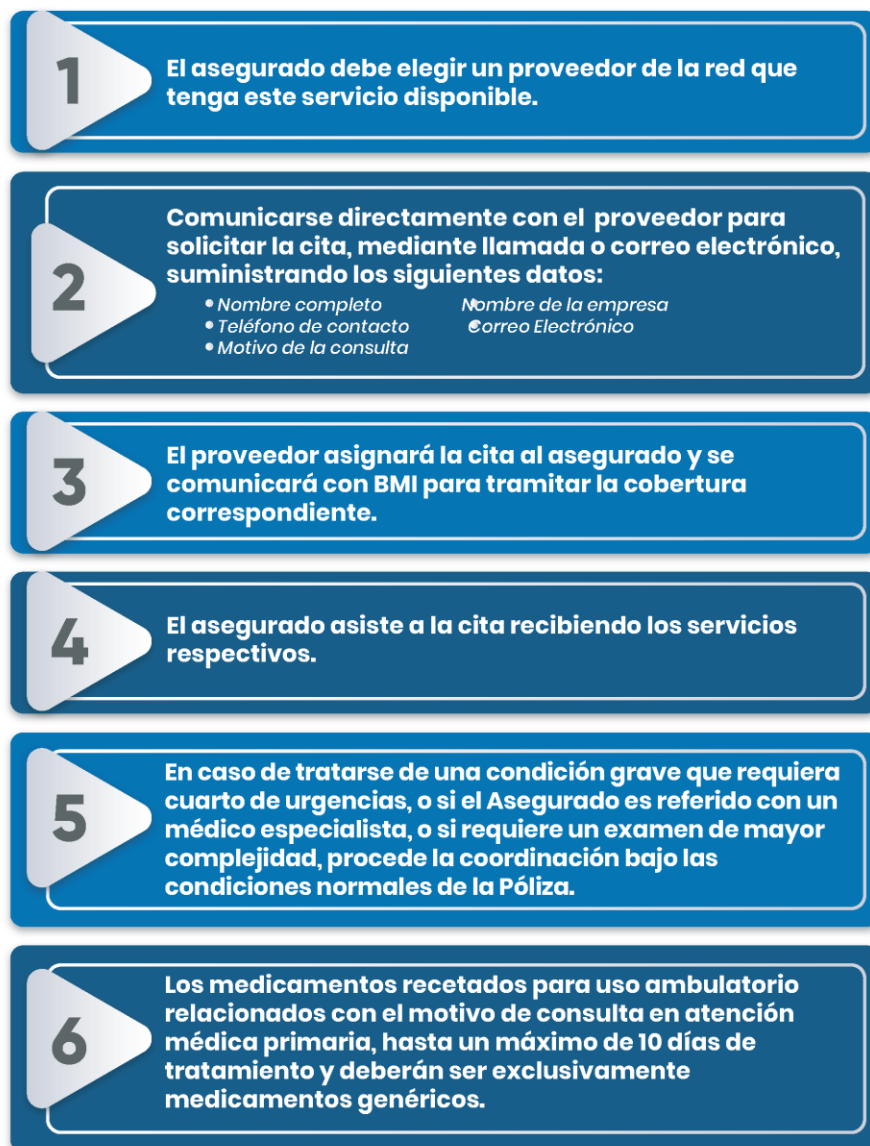 1
El asegurado debe elegir un proveedor de la red que
tenga este servicio disponible.
2
Comunicarse directamente con el proveedor para
solicitar la cita, mediante llamada o correo electrónico,
suministrando los siguientes datos:
• Nombre completo
• Teléfono de contacto
• Motivo de la consulta
• Nombre de la empresa
• Correo Electrónico
3
El proveedor asignará la cita al asegurado y se
comunicará con BMI para tramitar la cobertura
correspondiente.
4
El asegurado asiste a la cita recibiendo los servicios
respectivos.
5
En caso de tratarse de una condición grave que requiera
cuarto de urgencias, o si el Asegurado es referido con un
médico especialista, o si requiere un examen de mayor
complejidad, procede la coordinación bajo las
condiciones normales de la Póliza.
6
Los medicamentos recetados para uso ambulatorio
relacionados con el motivo de consulta en atención
médica primaria, hasta un máximo de 10 días de
tratamiento y deberán ser exclusivamente
medicamentos genéricos.